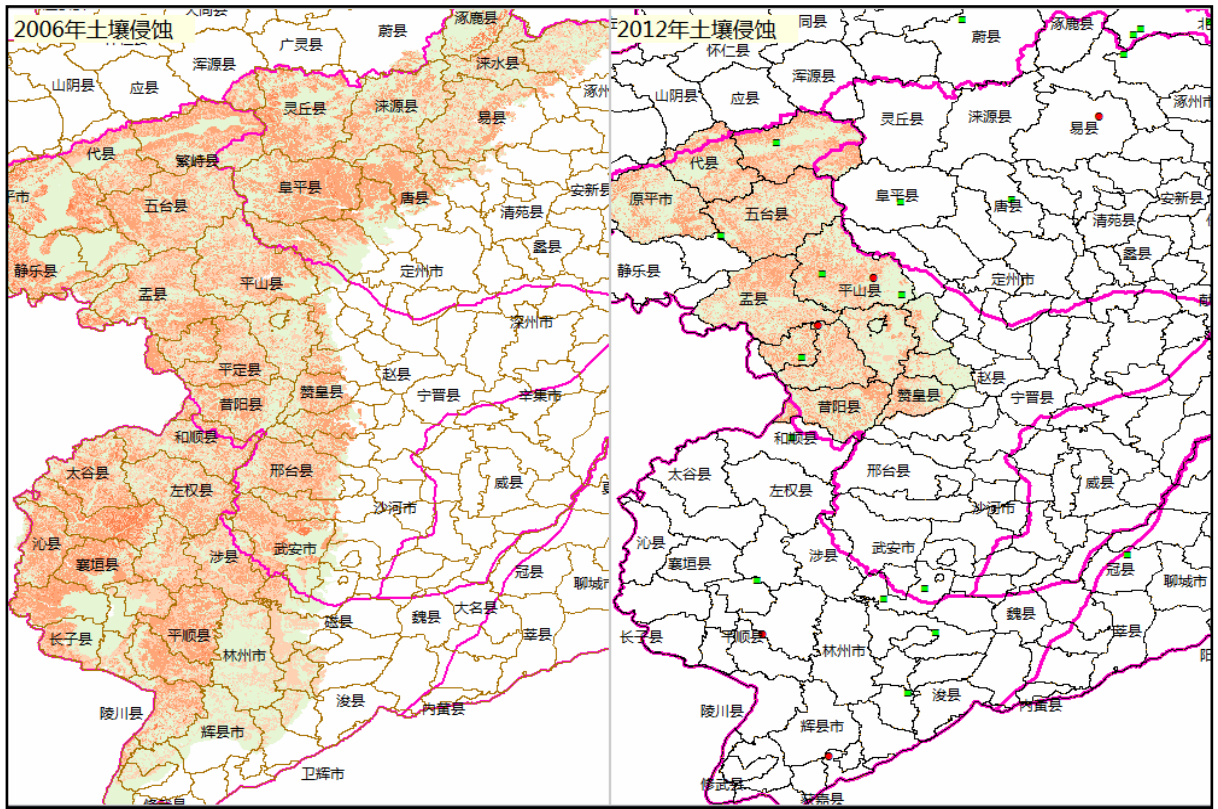 2006年土壤侵蚀
涿鹿县
蔚县
广灵县
浑源县
涞水县
山阴县
应县
涿州
灵丘县
涞源县
易县
代县
繁峙县
阜平县
唐县
安新县
平市
五台县
清苑县
蠡县
静乐县
定州市
平山县
盂县
深州市
平定县
赵县
赞皇县
宁晋县
辛集市
昔阳县
和顺县
太谷县
邢台县
左权县
威县
沙河市
沁县
武安市
涉县
襄垣县
冠县
聊城市
大名县
魏县
磁县
长子县
平顺县
莘县
林州市
浚县
陵川县
内黄县
辉县市
卫辉市
修武县
2012年土壤侵蚀
同县
涿鹿县
怀仁县
蔚县
浑源县
山阴县
应县
涿州市
灵丘县
涞源县
易县
代县
原平市
阜平县
唐县
安新县
五台县
清苑县
蠡县
静乐县
定州市
盂县
平山县
赵县
赞皇县
宁晋县
昔阳县
和顺县
太谷县
邢台县
左权县
威县
沙河市
沁县
武安市
涉县
襄垣县
冠县
聊城市
魏县
长子县
平顺县
莘县
林州市
阳
浚县
陵川县
内黄县
辉县市
修武县
获嘉县